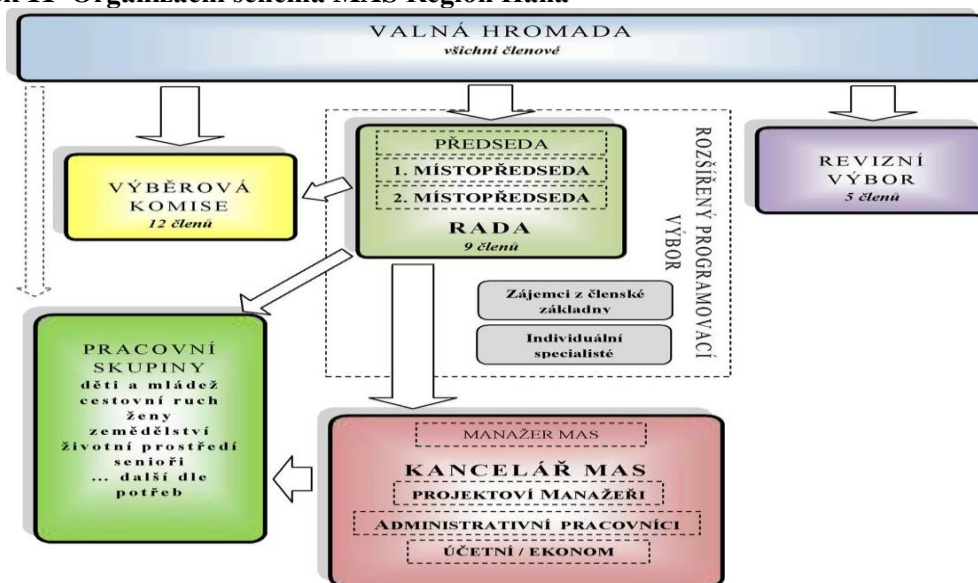 Organizační schéma MAS Region Haná
VALNÁ HROMADA
všichni členové
VÝBĚROVÁ
KOMISE
12 členů
PŘEDSEDA
1. MÍSTOPŘEDSEDA
2. MÍSTOPŘEDSEDA
RADA
9 členů
ROZŠÍŘENÝ PROGRAMOVACÍ
VÝBOR
REVIZNÍ
VÝBOR
5 členů
Zájemci z členské
základny
Individuální
specialisté
PRACOVNÍ
SKUPINY
děti a mládež
cestovní ruch
ženy
zemědělství
životní prostředí
senioři
... další dle
potřeb
MANAŽER MAS
KANCELÁŘ MAS
PROJEKTOVÍ MANAŽEŘI
ADMINISTRATIVNÍ PRACOVNÍCI
ÚČETNÍ / EKONOM